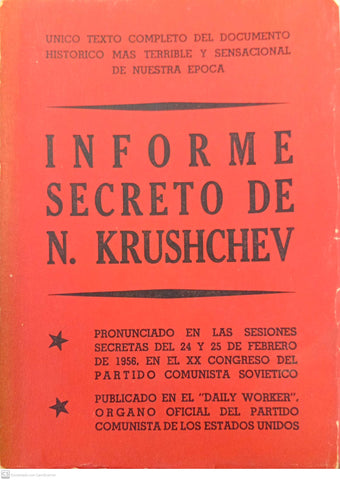 UNICO TEXTO COMPLETO DEL DOCUMENTO
HISTORICO MAS TERRIBLE Y SENSACIONAL
DE NUESTRA EPOCA
INFORME
SECRETO DE
N. KRUSHCHEV
PRONUNCIADO EN LAS SESIONES
SECRETAS DEL 24 Y 25 DE FEBRERO
DE 1956, EN EL XX CONGRESO DEL
PARTIDO COMUNISTA SOVIETICO
PUBLICADO EN EL "DAILY WORKER",
ORGANO OFICIAL DEL PARTIDO
COMUNISTA DE LOS ESTADOS UNIDOS